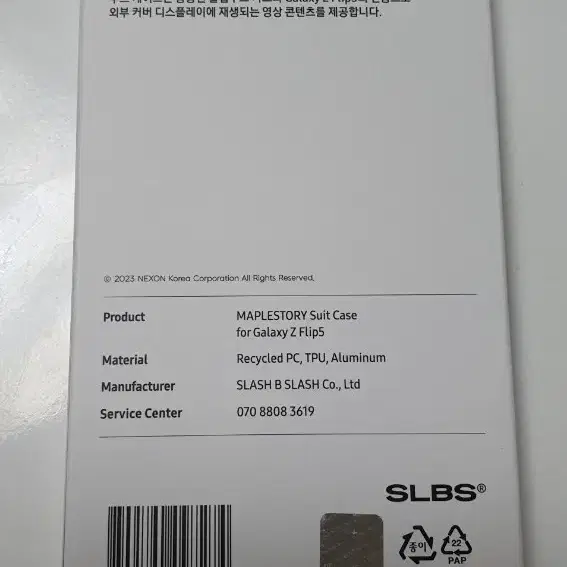 외부 커버 디스플레이에 재생되는 영상 콘텐츠를 제공합니다.
© 2023 NEXON Korea Corporation All Rights Reserved.
Product MAPLESTORY Suit Case
for Galaxy Z Flip5
Material Recycled PC, TPU, Aluminum
Manufacturer SLASH B SLASH Co., Ltd
Service Center 070 8808 3619
SLBS®
종이 22
PAP